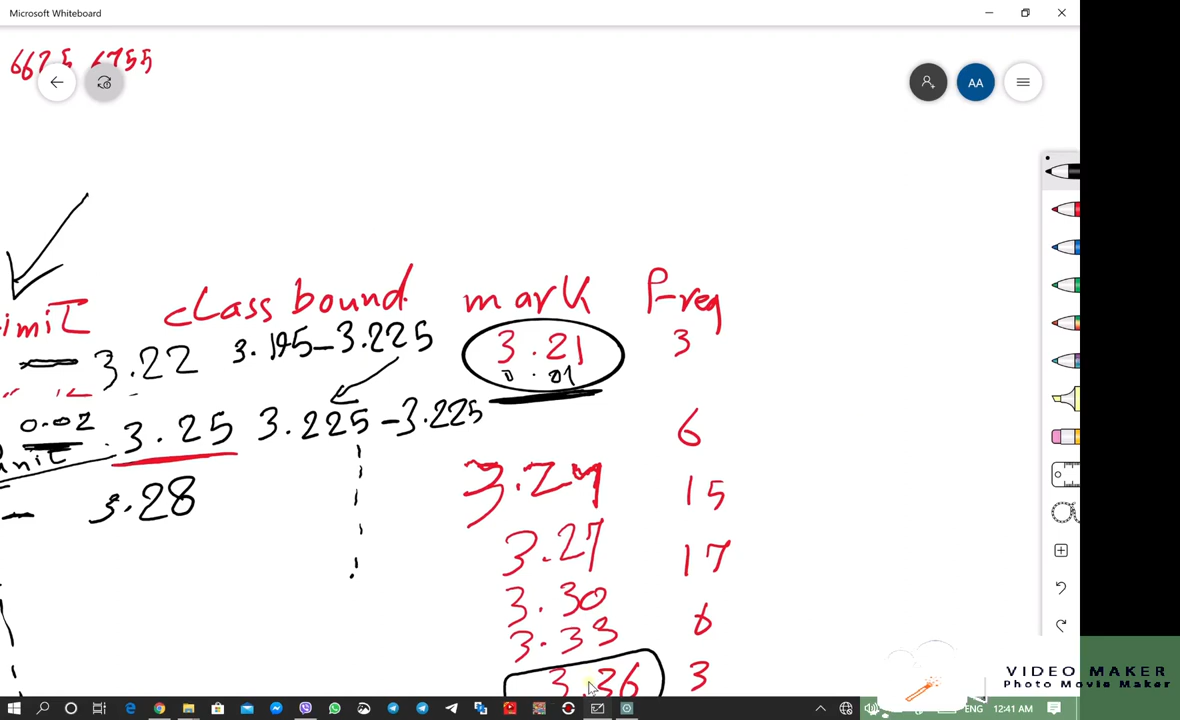 Microsoft Whiteboard
6625 6755
AA
imit class bound mark Freq
3.22 3.195-3.225 3.21 3
0.01
0.02
3.25 3.225-3.225 6
unit
3.24 15
- 3.28
3.27 17
3.30 6
3.33
3.36 3
VIDEO MAKER
Photo Movie Maker
ENG 12:41 AM